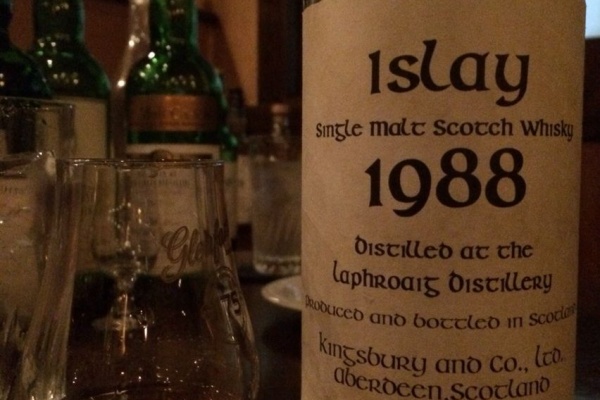 Islay
Single Malt Scotch Whisky
1988
Distilled at the
Laphroaig Distillery
Produced and bottled in Scotland
Kingsbury and Co., Ltd.
Aberdeen, Scotland